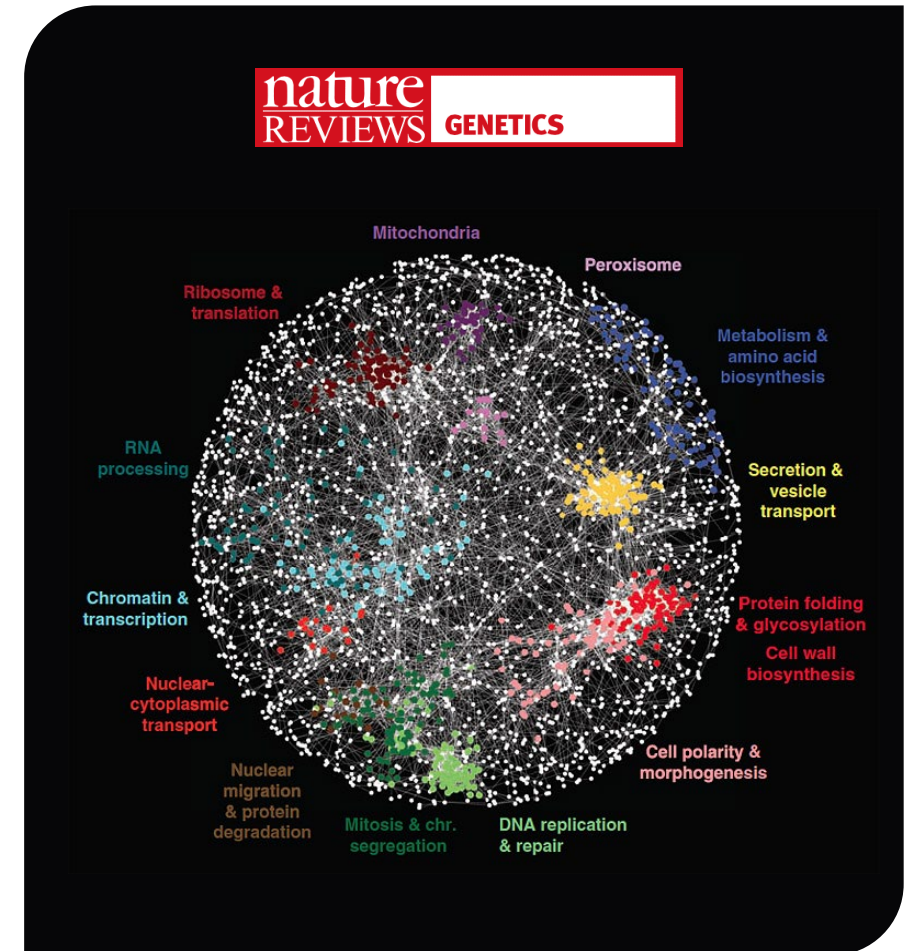 nature
REVIEWS GENETICS
Mitochondria
Peroxisome
Ribosome &
translation
Metabolism &
amino acid
biosynthesis
RNA
processing
Secretion &
vesicle
transport
Chromatin &
transcription
Protein folding
& glycosylation
Cell wall
biosynthesis
Nuclear-
cytoplasmic
transport
Cell polarity &
morphogenesis
Nuclear
migration
& protein
degradation
Mitosis & chr.
segregation
DNA replication
& repair